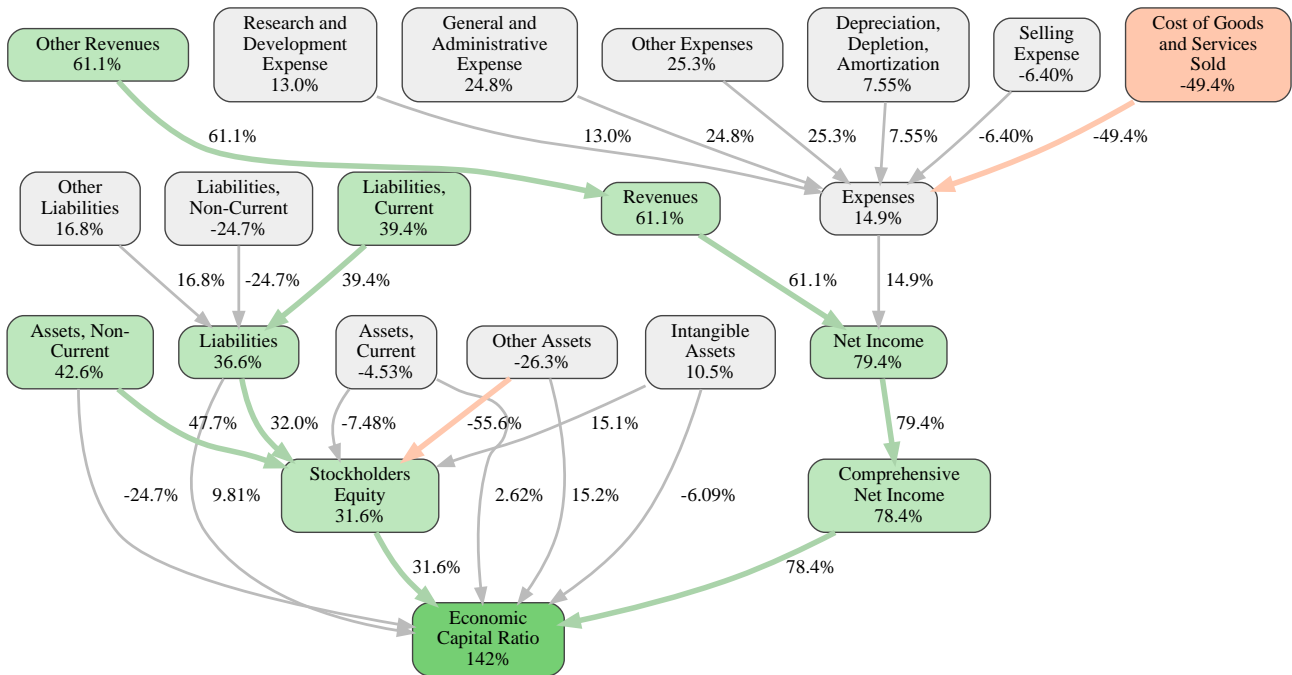 Other Revenues
61.1%
Research and
Development
Expense
13.0%
General and
Administrative
Expense
24.8%
Other Expenses
25.3%
Depreciation,
Depletion,
Amortization
7.55%
Selling
Expense
-6.40%
Cost of Goods
and Services
Sold
-49.4%
61.1%
13.0%
24.8%
25.3%
7.55%
-6.40%
-49.4%
Other
Liabilities
16.8%
Liabilities,
Non-Current
-24.7%
Liabilities,
Current
39.4%
Revenues
61.1%
Expenses
14.9%
16.8%
-24.7%
39.4%
61.1%
14.9%
Assets, Non-
Current
42.6%
Liabilities
36.6%
Assets,
Current
-4.53%
Other Assets
-26.3%
Intangible
Assets
10.5%
Net Income
79.4%
47.7%
32.0%
-7.48%
-55.6%
15.1%
79.4%
Stockholders
Equity
31.6%
Comprehensive
Net Income
78.4%
-24.7%
9.81%
2.62%
15.2%
-6.09%
31.6%
78.4%
Economic
Capital Ratio
142%